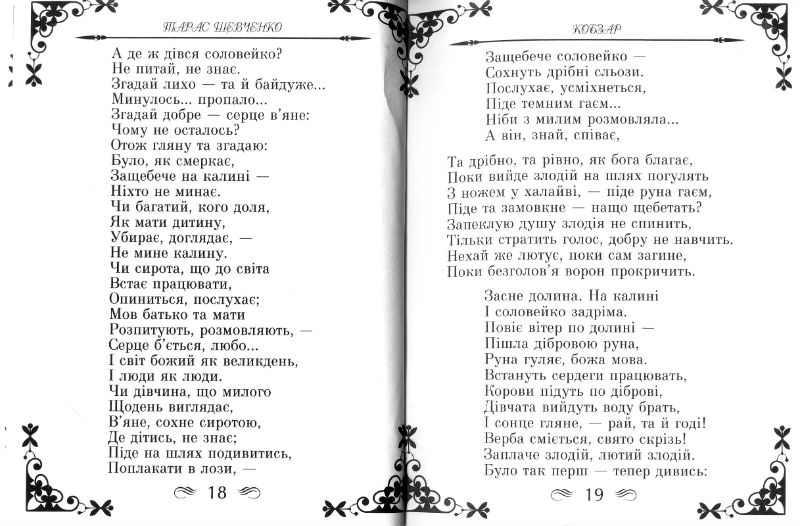 ТАРАС ШЕВЧЕНКО
А де ж дівся соловейко?
Не питай, не знає.
Згадай лихо — та й байдуже...
Минулось... пропало...
Згадай добре — серце в’яне:
Чому не осталось?
Отож гляну та згадаю:
Було, як смеркає,
Защебече на калині —
Ніхто не минає.
Чи багатий, кого доля,
Як мати дитину,
Убирає, доглядає, —
Не мине калину.
Чи сирота, що до світа
Встає працювати,
Опиниться, послухає;
Мов батько та мати
Розпитують, розмовляють, —
Серце б’ється, любо...
І світ божий як великдень,
І люди як люди.
Чи дівчина, що милого
Щодень виглядає,
В’яне, сохне сиротою,
Де дітись, не знає;
Піде на шлях подивитись,
Поплакати в лози, —
18
КОБЗАР
Защебече соловейко —
Сохнуть дрібні сльози.
Послухає, усміхнеться,
Піде темним гаєм...
Ніби з милим розмовляла...
А він, знай, співає,
Та дрібно, та рівно, як бога благає,
Поки вийде злодій на шлях погулять
З ножем у халайві, — піде руна гаєм,
Піде та замовкне — нащо щебетать?
Запеклую душу злодія не спинить,
Тільки стратить голос, добру не навчить.
Нехай же лютує, поки сам загине,
Поки безголов’я ворон прокричить.
Засне долина. На калині
І соловейко задріма.
Повіє вітер по долині —
Пішла дібровою руна,
Руна гуляє, божа мова.
Встануть сердеги працювать,
Корови підуть по діброві,
Дівчата вийдуть воду брать,
І сонце гляне, — рай, та й годі!
Верба сміється, свято скрізь!
Заплаче злодій, лютий злодій.
Було так перш — тепер дивись:
19